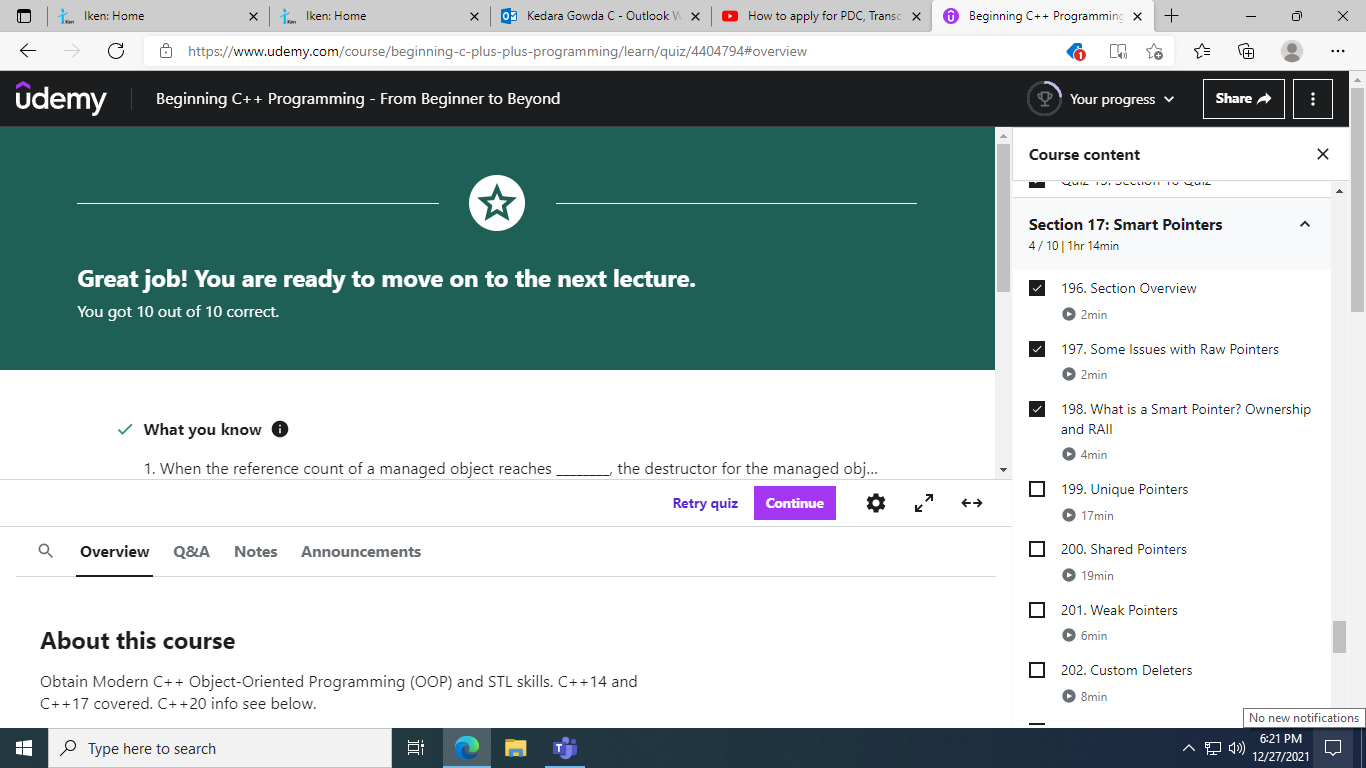 Iken: Home
Iken: Home
Kedara Gowda C - Outlook W
How to apply for PDC, Transc
Beginning C++ Programming
https://www.udemy.com/course/beginning-c-plus-plus-programming/learn/quiz/4404794#overview
1
udemy
Beginning C++ Programming - From Beginner to Beyond
Your progress
Share
Great job! You are ready to move on to the next lecture.
You got 10 out of 10 correct.
What you know
1. When the reference count of a managed object reaches ________, the destructor for the managed obj...
Retry quiz
Continue
Overview
Q&A
Notes
Announcements
About this course
Obtain Modern C++ Object-Oriented Programming (OOP) and STL skills. C++14 and
C++17 covered. C++20 info see below.
Course content
Quiz 15: Section 16 Quiz
Section 17: Smart Pointers
4 / 10 | 1hr 14min
196. Section Overview
2min
197. Some Issues with Raw Pointers
2min
198. What is a Smart Pointer? Ownership
and RAII
4min
199. Unique Pointers
17min
200. Shared Pointers
19min
201. Weak Pointers
6min
202. Custom Deleters
8min
No new notifications
Type here to search
6:21 PM
12/27/2021